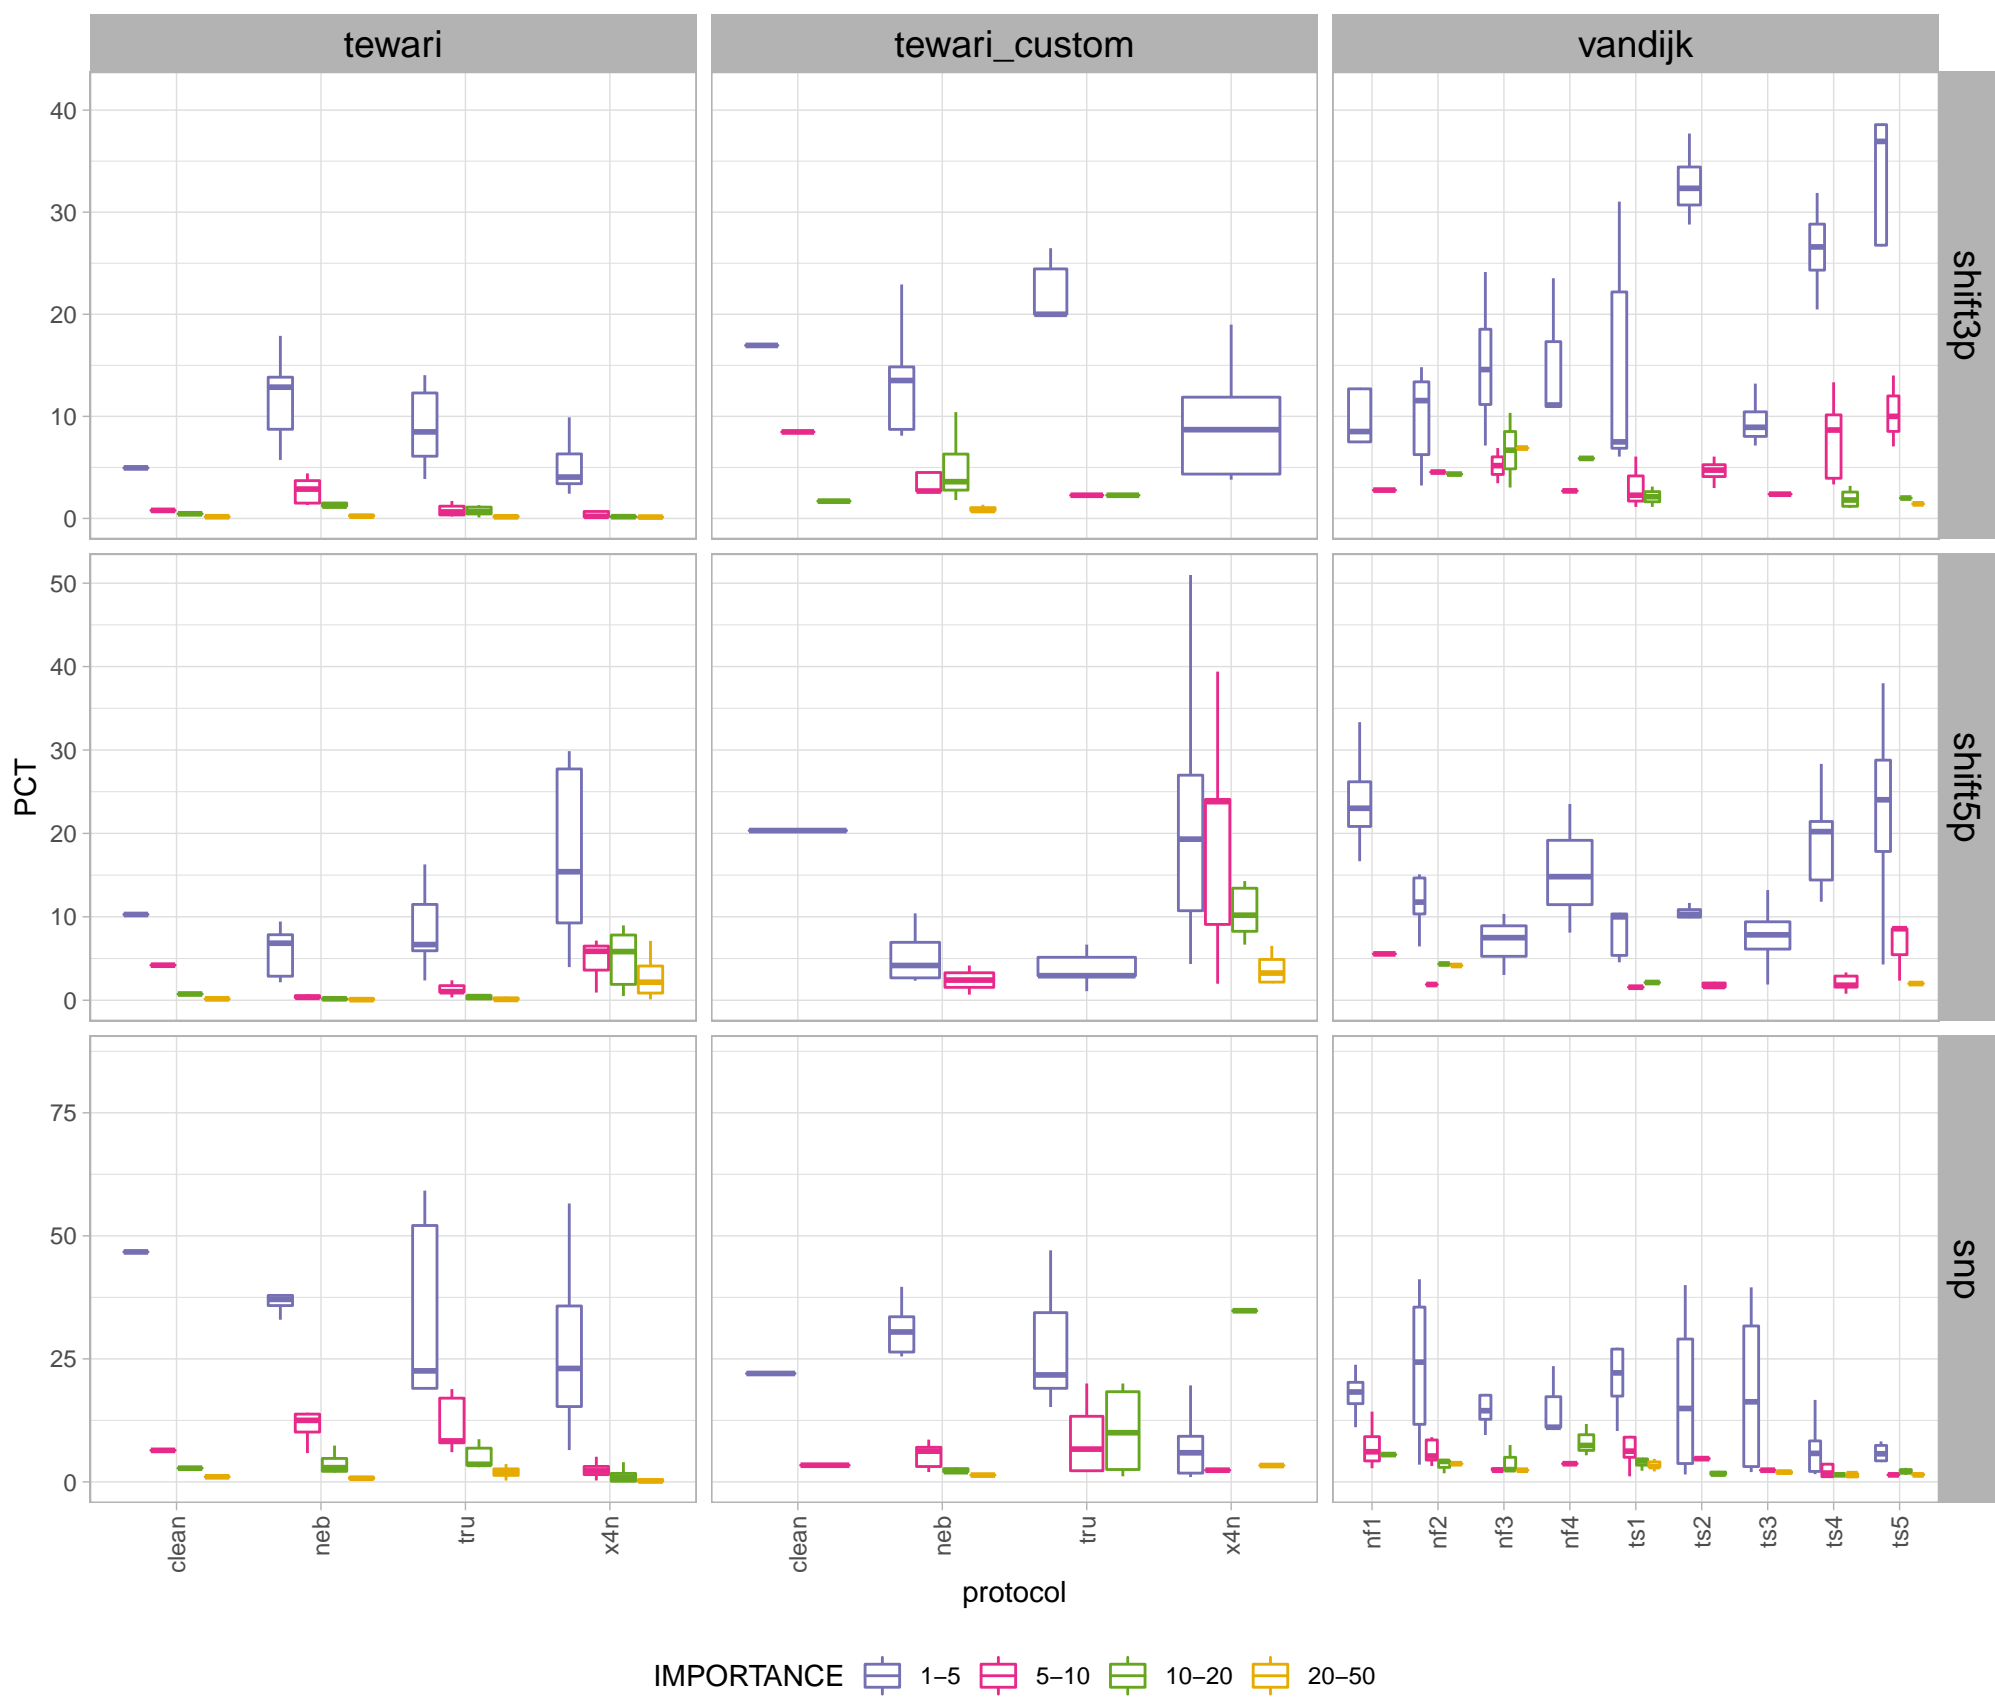 tewari
tewari_custom
vandijk
40
30
20
10
0
shift3p
50
40
30
20
10
0
shift5p
PCT
75
50
25
0
snp
clean
neb
tru
x4n
clean
neb
tru
x4n
nf1
nf2
nf3
nf4
ts1
ts2
ts3
ts4
ts5
protocol
IMPORTANCE 1–5 5–10 10–20 20–50